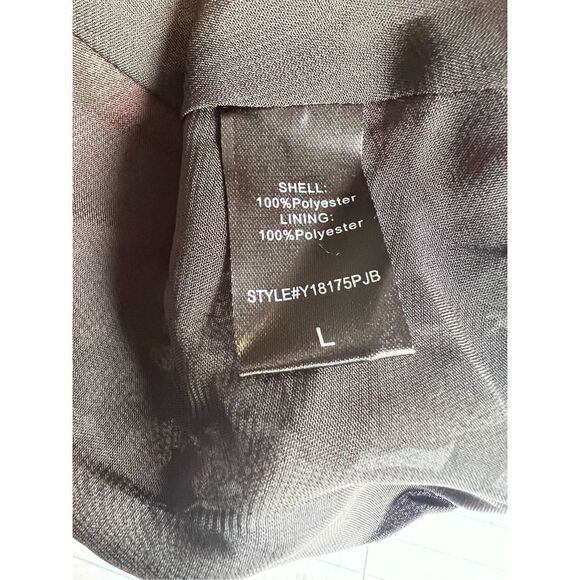 SHELL:
100%Polyester
LINING:
100%Polyester
STYLE#Y18175PJB
L